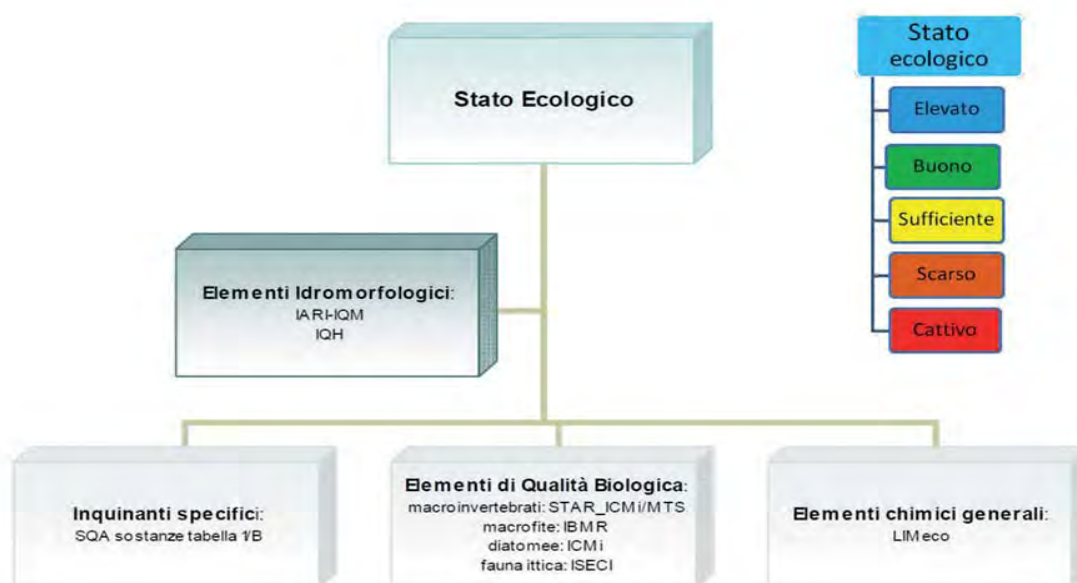 Stato Ecologico
Stato
ecologico
Elevato
Buono
Sufficiente
Scarso
Cattivo
Elementi Idromorfologici:
IARI-IQM
IQH
Inquinanti specifici:
SQA sostanze tabella 1/B
Elementi di Qualità Biologica:
macroinvertebrati: STAR_ICMi/MTS
macrofite: IBMR
diatomee: ICMi
fauna ittica: ISECI
Elementi chimici generali:
LIMeco